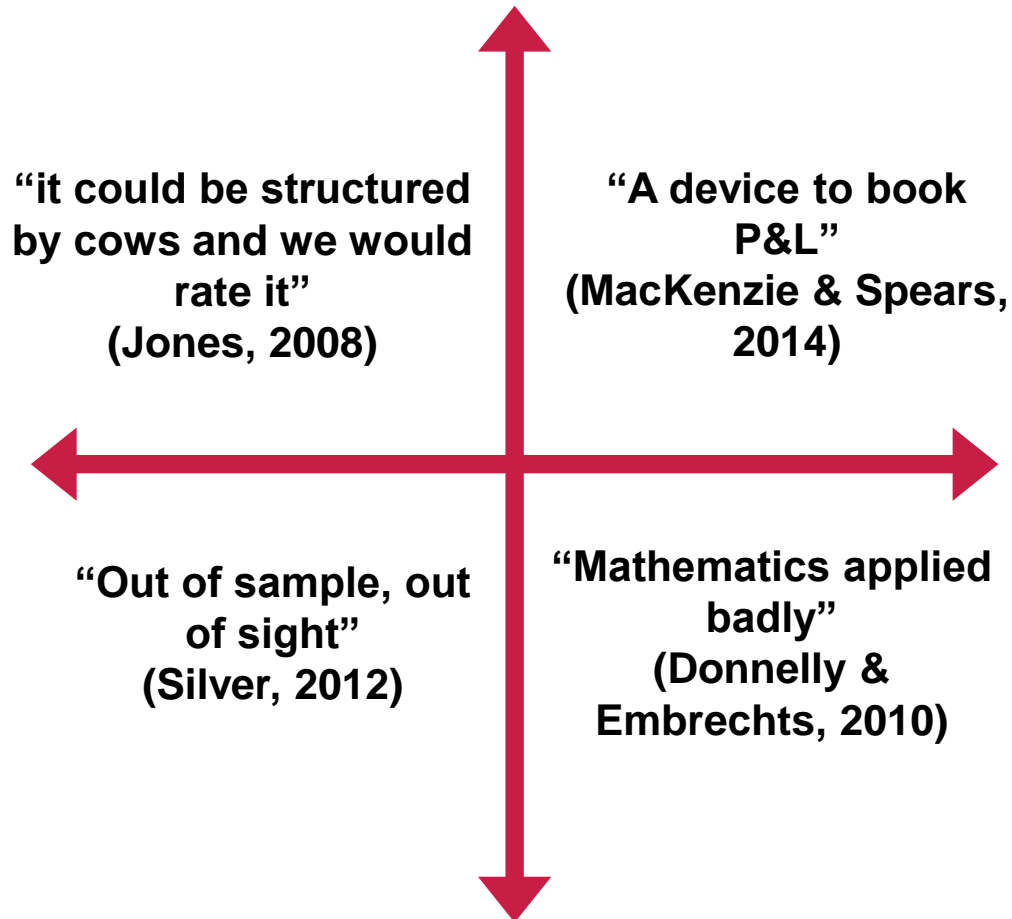 “it could be structured
by cows and we would
rate it”
(Jones, 2008)
“A device to book
P&L”
(MacKenzie & Spears,
2014)
“Out of sample, out
of sight”
(Silver, 2012)
“Mathematics applied
badly”
(Donnelly &
Embrechts, 2010)